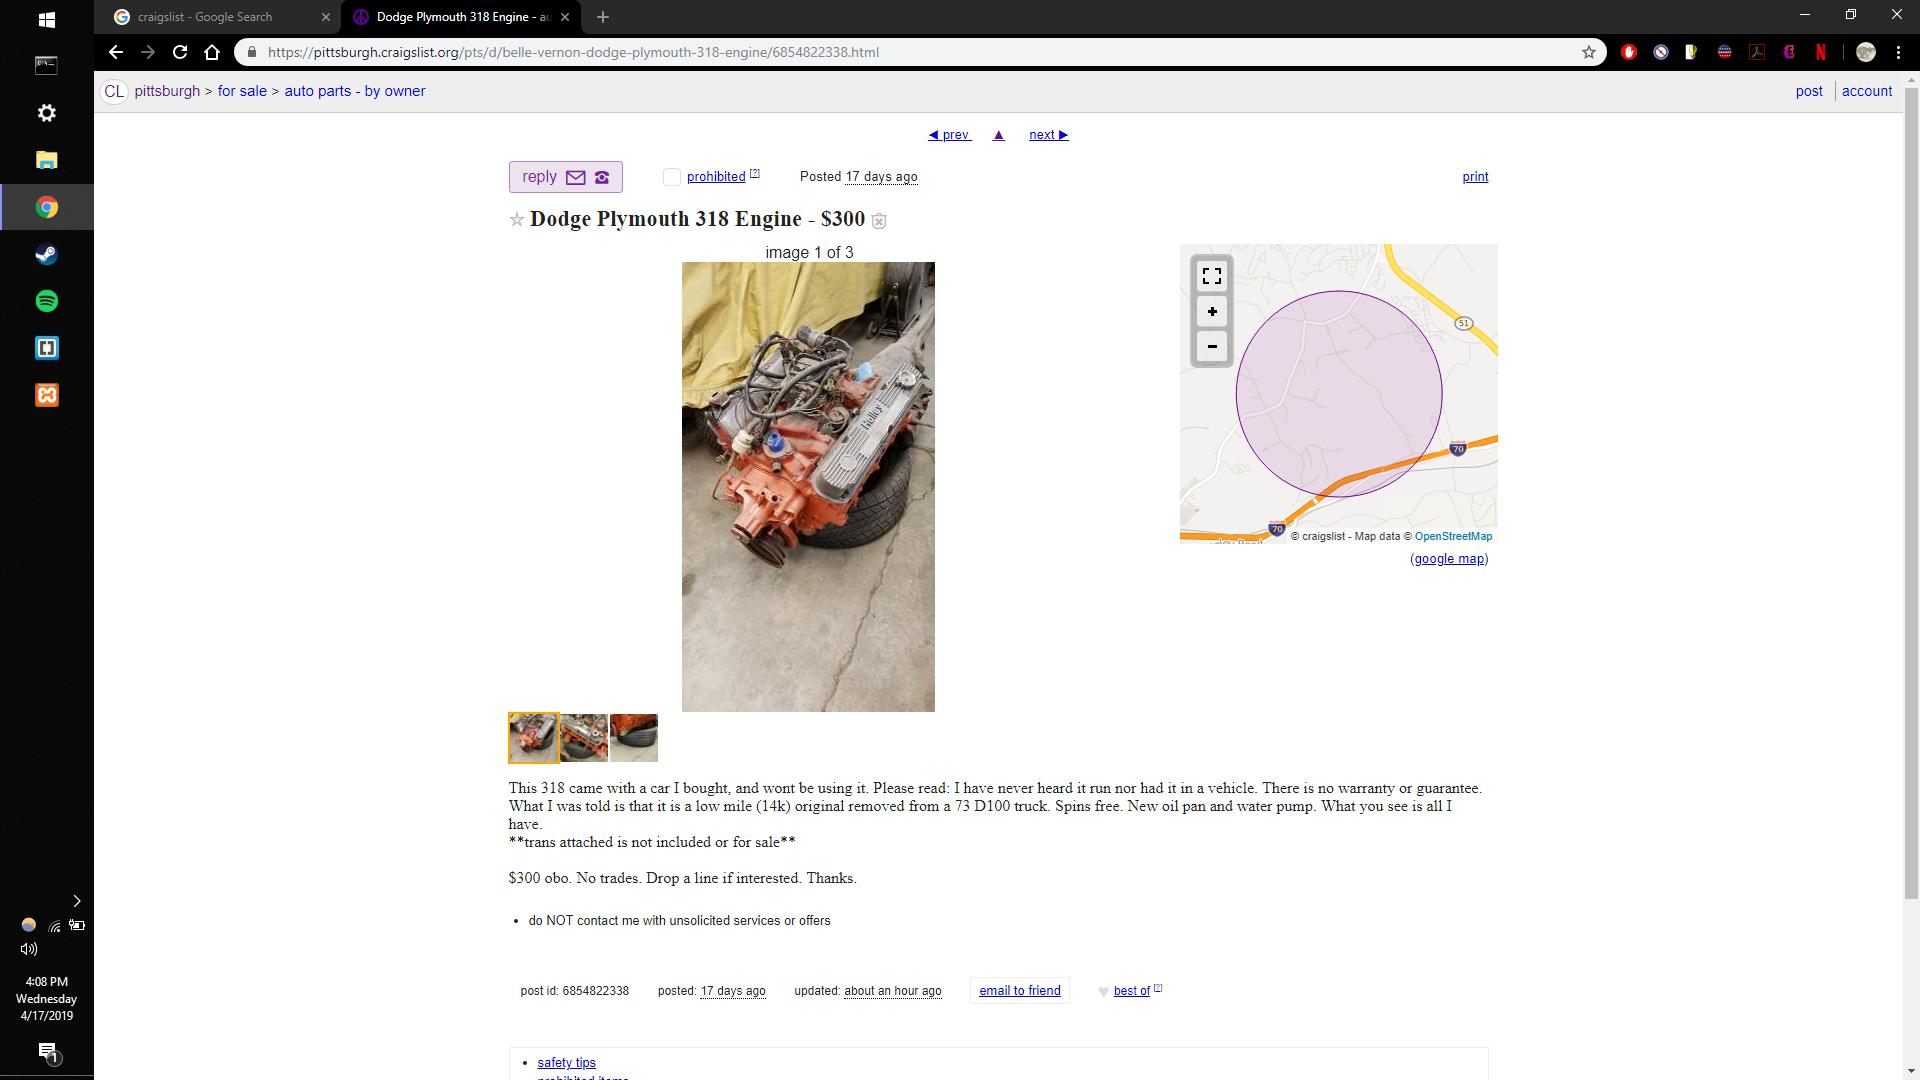 craigslist - Google Search
Dodge Plymouth 318 Engine - au
https://pittsburgh.craigslist.org/pts/d/belle-vernon-dodge-plymouth-318-engine/6854822338.html
CL pittsburgh > for sale > auto parts - by owner
post account
◀ prev ▲ next ▶
reply
prohibited [?]
Posted 17 days ago
print
☆ Dodge Plymouth 318 Engine - $300
image 1 of 3
51
70
70
© craigslist - Map data © OpenStreetMap
(google map)
This 318 came with a car I bought, and wont be using it. Please read: I have never heard it run nor had it in a vehicle. There is no warranty or guarantee.
What I was told is that it is a low mile (14k) original removed from a 73 D100 truck. Spins free. New oil pan and water pump. What you see is all I
have.
**trans attached is not included or for sale**
$300 obo. No trades. Drop a line if interested. Thanks.
• do NOT contact me with unsolicited services or offers
post id: 6854822338
posted: 17 days ago
updated: about an hour ago
email to friend
♥ best of [?]
• safety tips
prohibited items
4:08 PM
Wednesday
4/17/2019
1